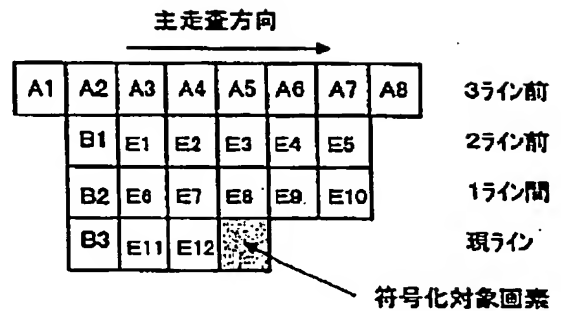 主走査方向
A1 A2 A3 A4 A5 A6 A7 A8 3ライン前
B1 E1 E2 E3 E4 E5 2ライン前
B2 E6 E7 E8 E9 E10 1ライン間
B3 E11 E12 現ライン
符号化対象画素